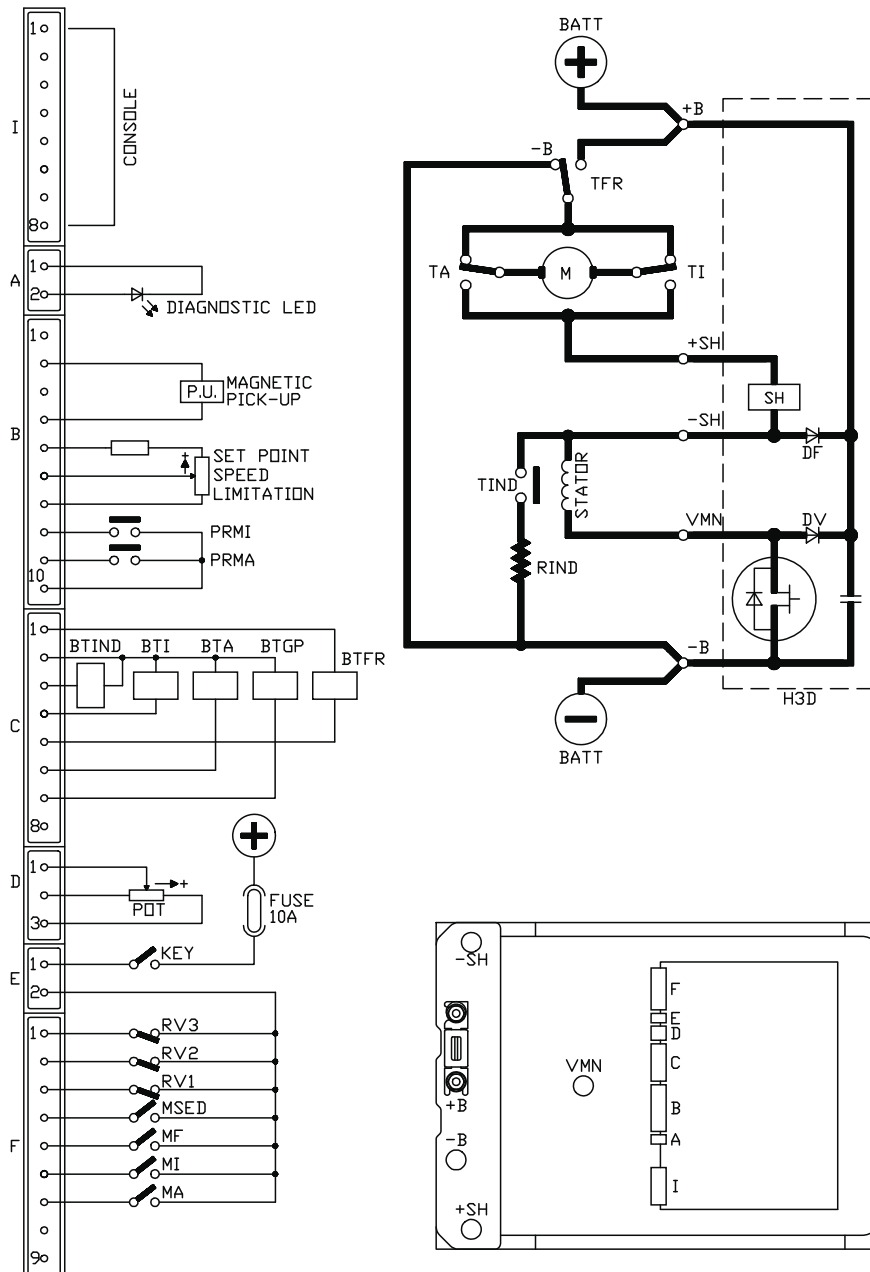 I
1
8
CONSOLE
A
1
2
DIAGNOSTIC LED
B
1
10
P.U.
MAGNETIC
PICK-UP
+
SET POINT
SPEED
LIMITATION
PRMI
PRMA
C
1
8
BTIND
BTI
BTA
BTGP
BTFR
D
1
3
POT
+
FUSE
10A
E
1
2
KEY
F
1
9
RV3
RV2
RV1
MSED
MF
MI
MA
BATT
+B
-B
TFR
TA
M
TI
+SH
SH
-SH
DF
TIND
STATOR
VMN
DV
RIND
-B
H3D
BATT
-SH
+B
-B
+SH
VMN
F
E
D
C
B
A
I